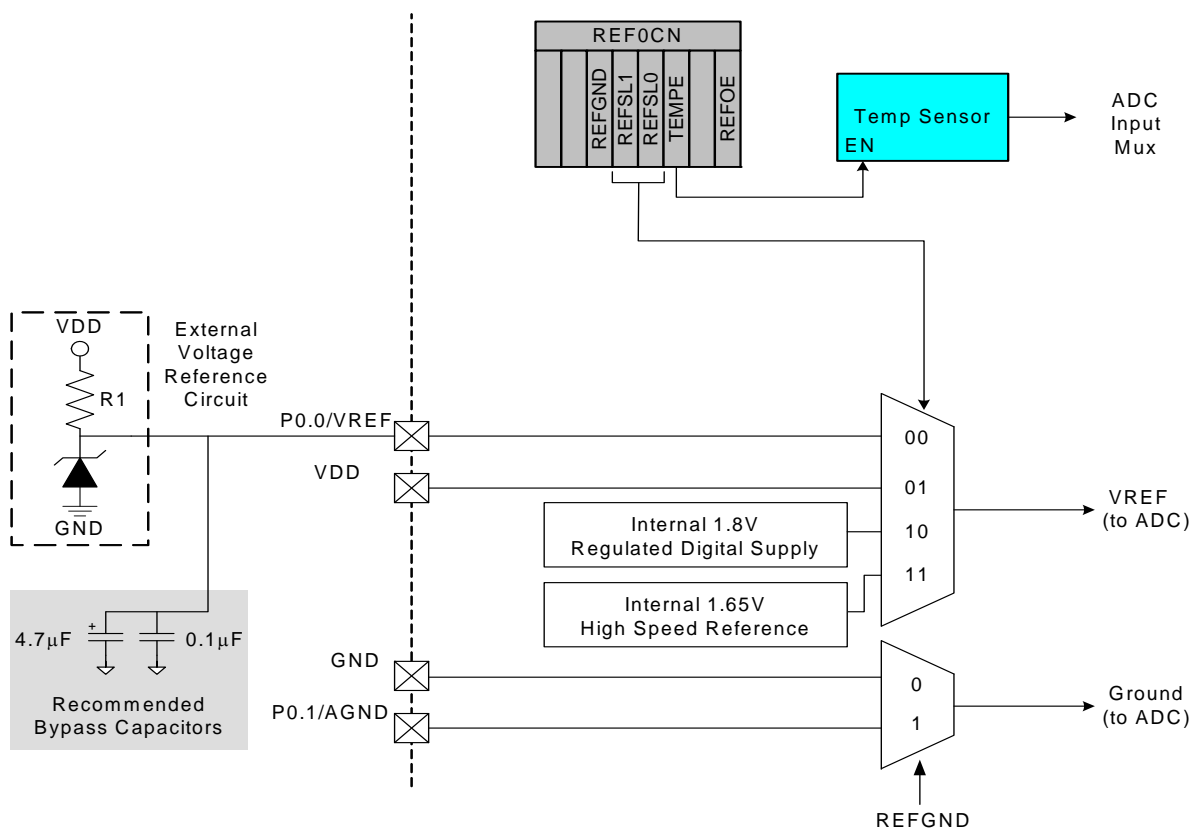 REF0CN
REFGND
REFSL1
REFSL0
TEMPE
REFOE
Temp Sensor
EN
ADC
Input
Mux
VDD
R1
GND
External
Voltage
Reference
Circuit
P0.0/VREF
VDD
00
01
10
11
Internal 1.8V
Regulated Digital Supply
Internal 1.65V
High Speed Reference
VREF
(to ADC)
4.7µF
+
0.1µF
Recommended
Bypass Capacitors
GND
P0.1/AGND
0
1
Ground
(to ADC)
REFGND